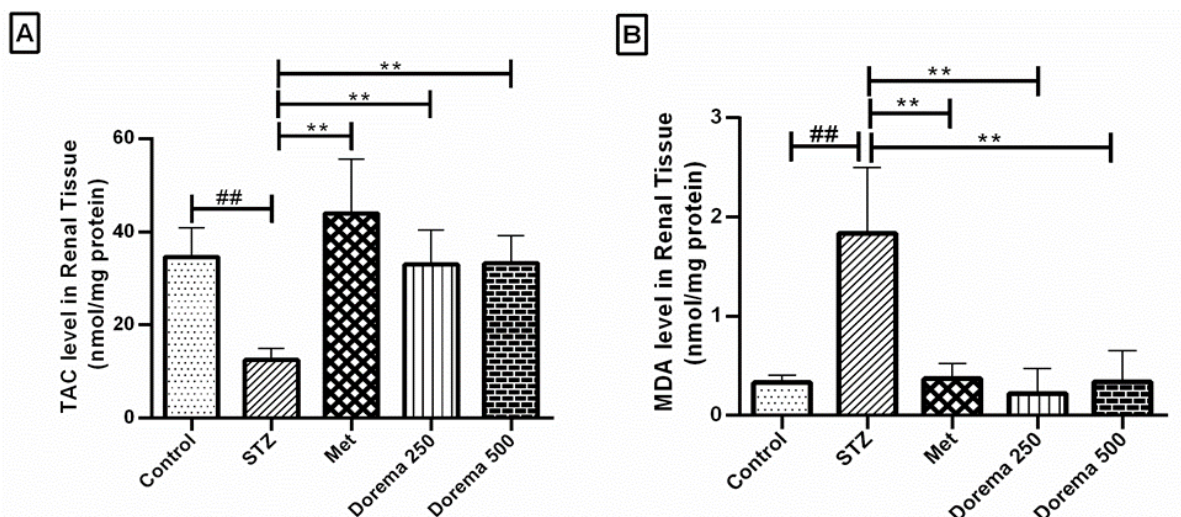 A
**
**
**
##
60
40
20
0
TAC level in Renal Tissue
(nmol/mg protein)
Control
STZ
Met
Dorema 250
Dorema 500
B
**
**
##
**
3
2
1
0
MDA level in Renal Tissue
(nmol/mg protein)
Control
STZ
Met
Dorema 250
Dorema 500